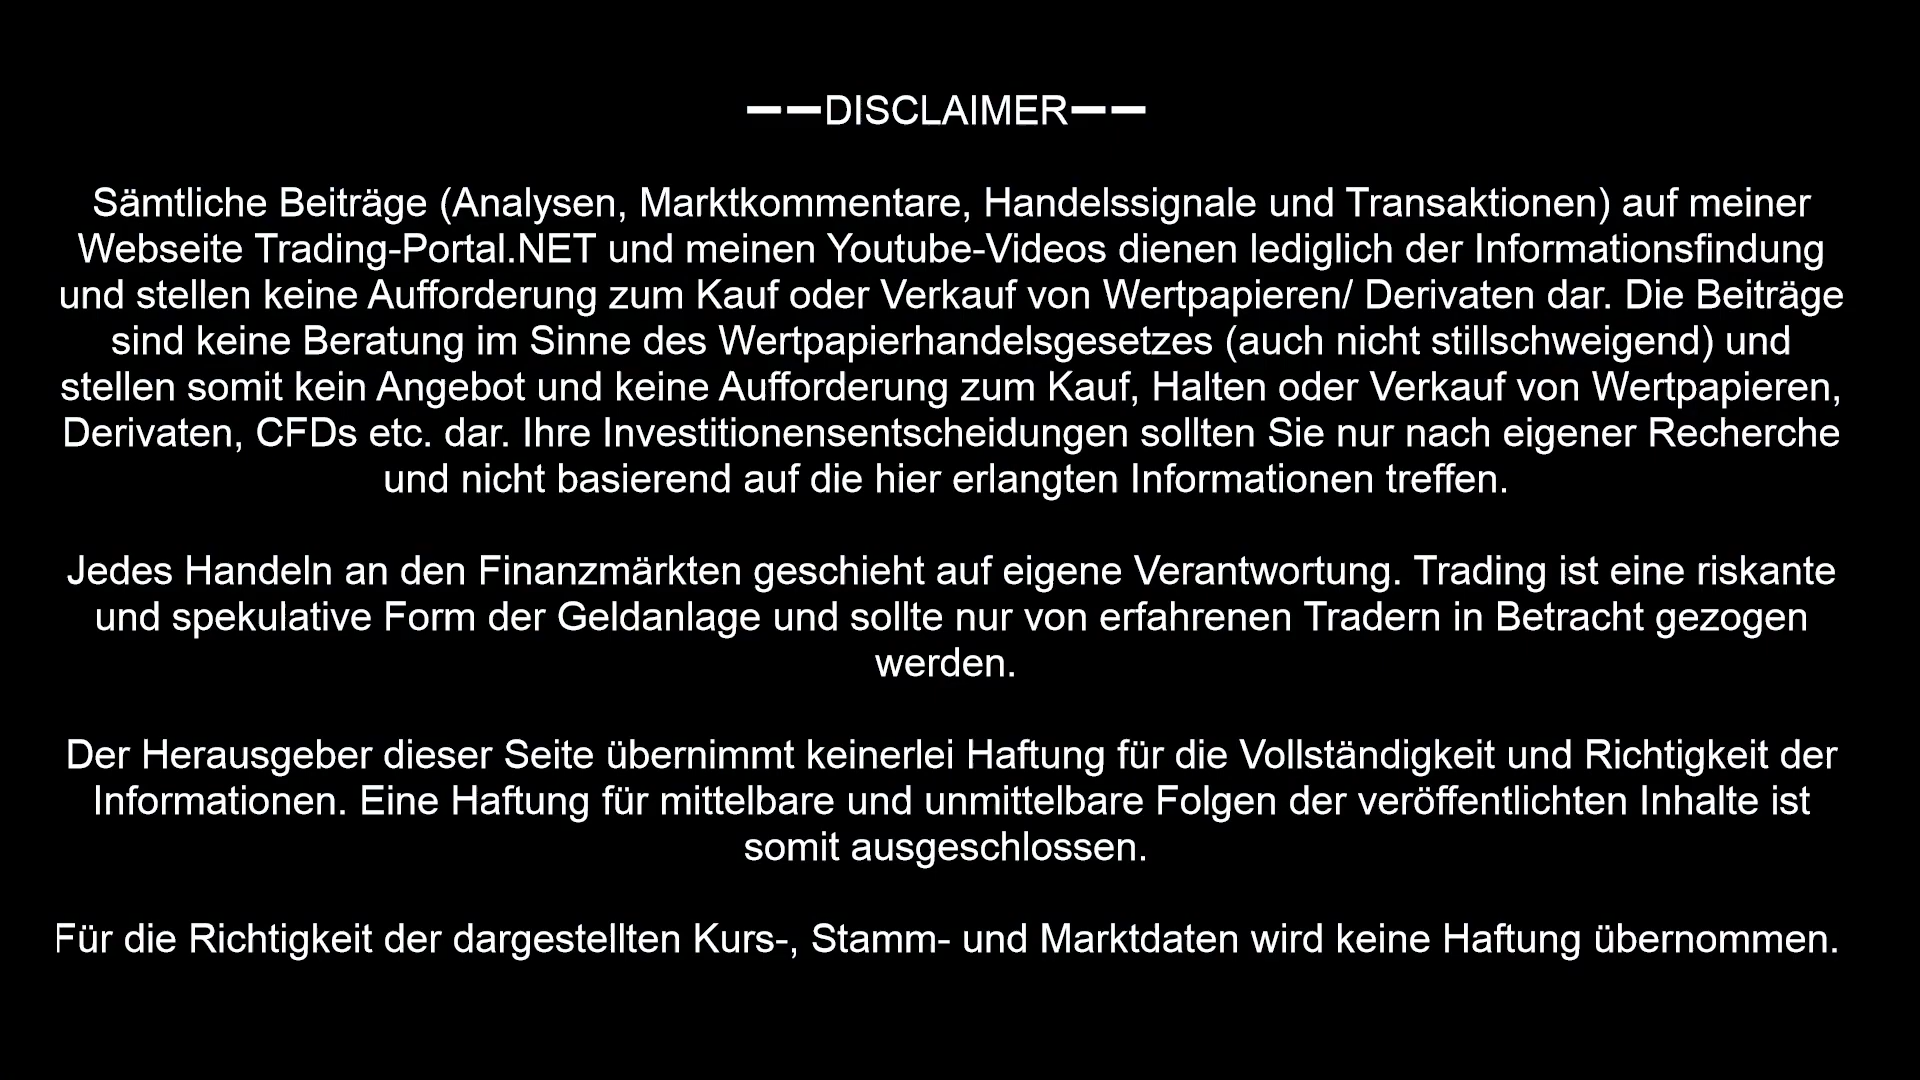 ——DISCLAIMER——
Sämtliche Beiträge (Analysen, Marktkommentare, Handelssignale und Transaktionen) auf meiner
Webseite Trading-Portal.NET und meinen Youtube-Videos dienen lediglich der Informationsfindung
und stellen keine Aufforderung zum Kauf oder Verkauf von Wertpapieren/ Derivaten dar. Die Beiträge
sind keine Beratung im Sinne des Wertpapierhandelsgesetzes (auch nicht stillschweigend) und
stellen somit kein Angebot und keine Aufforderung zum Kauf, Halten oder Verkauf von Wertpapieren,
Derivaten, CFDs etc. dar. Ihre Investitionensentscheidungen sollten Sie nur nach eigener Recherche
und nicht basierend auf die hier erlangten Informationen treffen.
Jedes Handeln an den Finanzmärkten geschieht auf eigene Verantwortung. Trading ist eine riskante
und spekulative Form der Geldanlage und sollte nur von erfahrenen Tradern in Betracht gezogen
werden.
Der Herausgeber dieser Seite übernimmt keinerlei Haftung für die Vollständigkeit und Richtigkeit der
Informationen. Eine Haftung für mittelbare und unmittelbare Folgen der veröffentlichten Inhalte ist
somit ausgeschlossen.
Für die Richtigkeit der dargestellten Kurs-, Stamm- und Marktdaten wird keine Haftung übernommen.